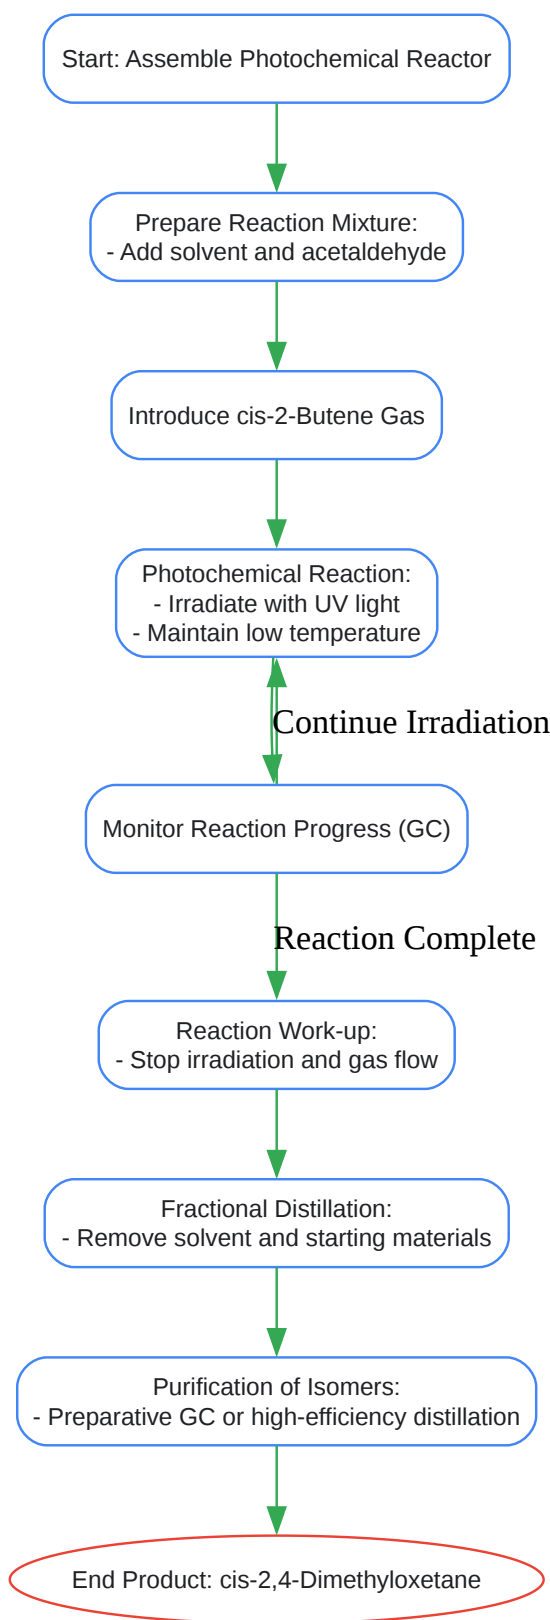 Start: Assemble Photochemical Reactor
Prepare Reaction Mixture:
- Add solvent and acetaldehyde
Introduce cis-2-Butene Gas
Photochemical Reaction:
- Irradiate with UV light
- Maintain low temperature
Continue Irradiation
Monitor Reaction Progress (GC)
Reaction Complete
Reaction Work-up:
- Stop irradiation and gas flow
Fractional Distillation:
- Remove solvent and starting materials
Purification of Isomers:
- Preparative GC or high-efficiency distillation
End Product: cis-2,4-Dimethyloxetane